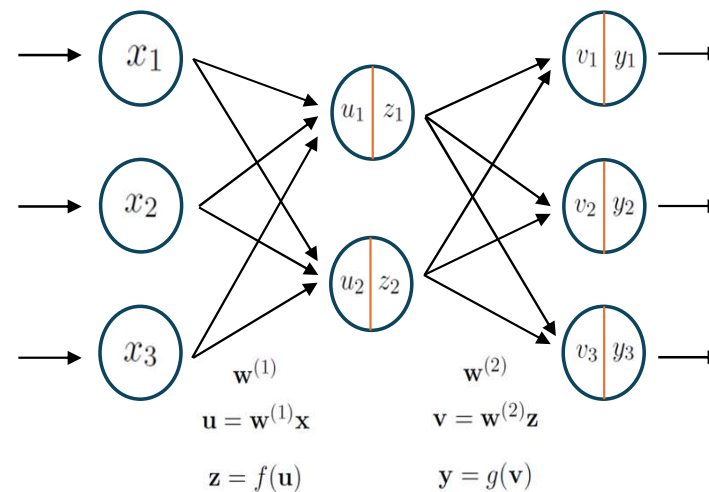 x₁
u₁ z₁
v₁ y₁
x₂
v₂ y₂
u₂ z₂
x₃
v₃ y₃
w⁽¹⁾
w⁽²⁾
u = w⁽¹⁾x
v = w⁽²⁾z
z = f(u)
y = g(v)